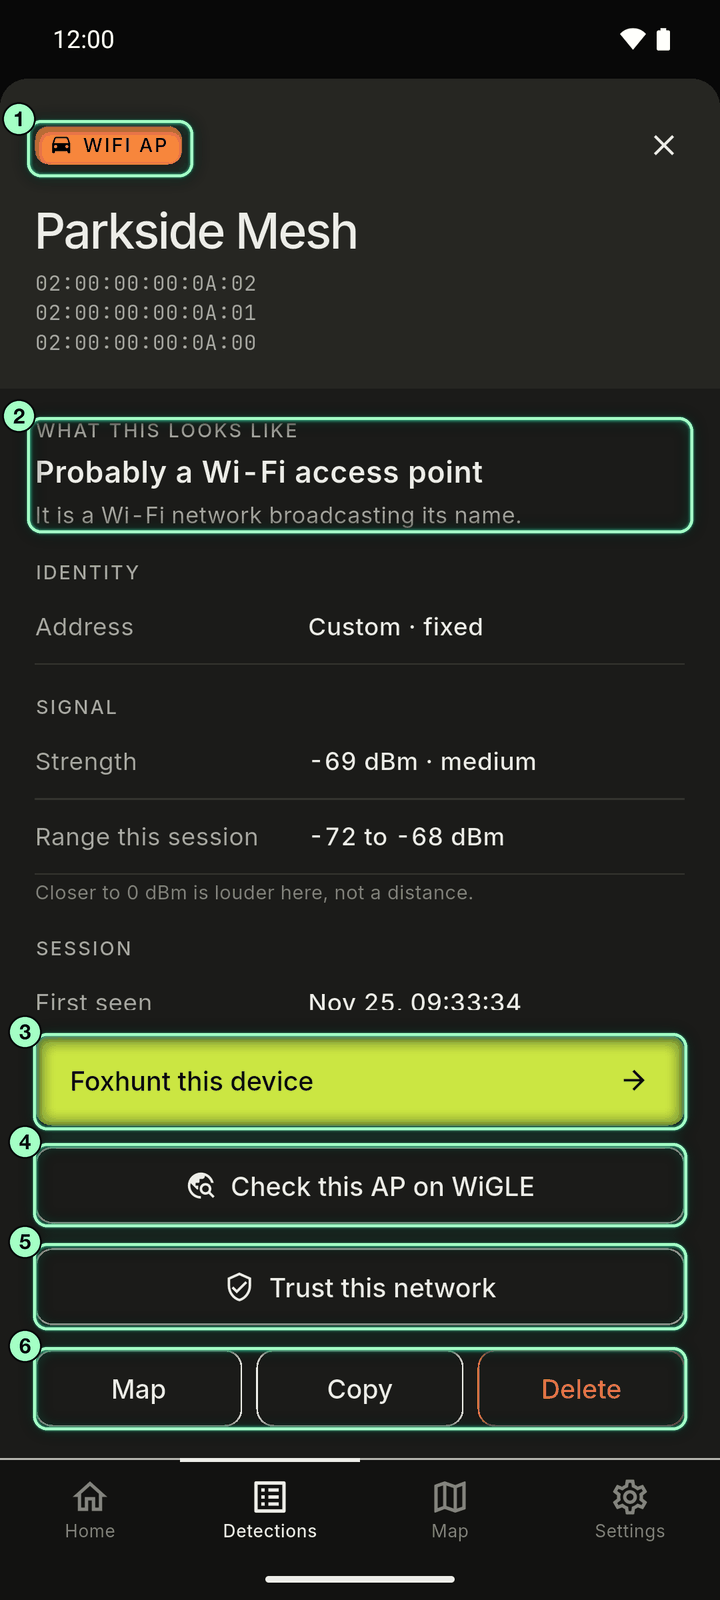 12:00
1
WIFI AP
Parkside Mesh
02:00:00:00:0A:02
02:00:00:00:0A:01
02:00:00:00:0A:00
2
WHAT THIS LOOKS LIKE
Probably a Wi-Fi access point
It is a Wi-Fi network broadcasting its name.
IDENTITY
Address Custom · fixed
SIGNAL
Strength -69 dBm · medium
Range this session -72 to -68 dBm
Closer to 0 dBm is louder here, not a distance.
SESSION
First seen Nov 25, 09:33:34
3
Foxhunt this device
4
Check this AP on WiGLE
5
Trust this network
6
Map Copy Delete
Home Detections Map Settings